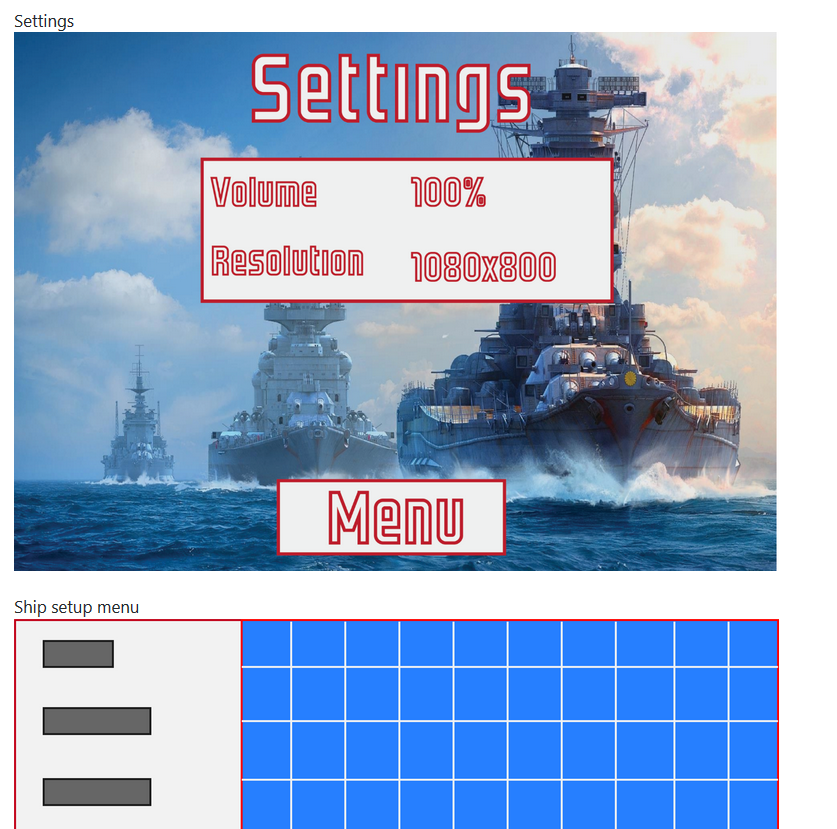 Settings
Settings
Volume 100%
Resolution 1080x800
Menu
Ship setup menu